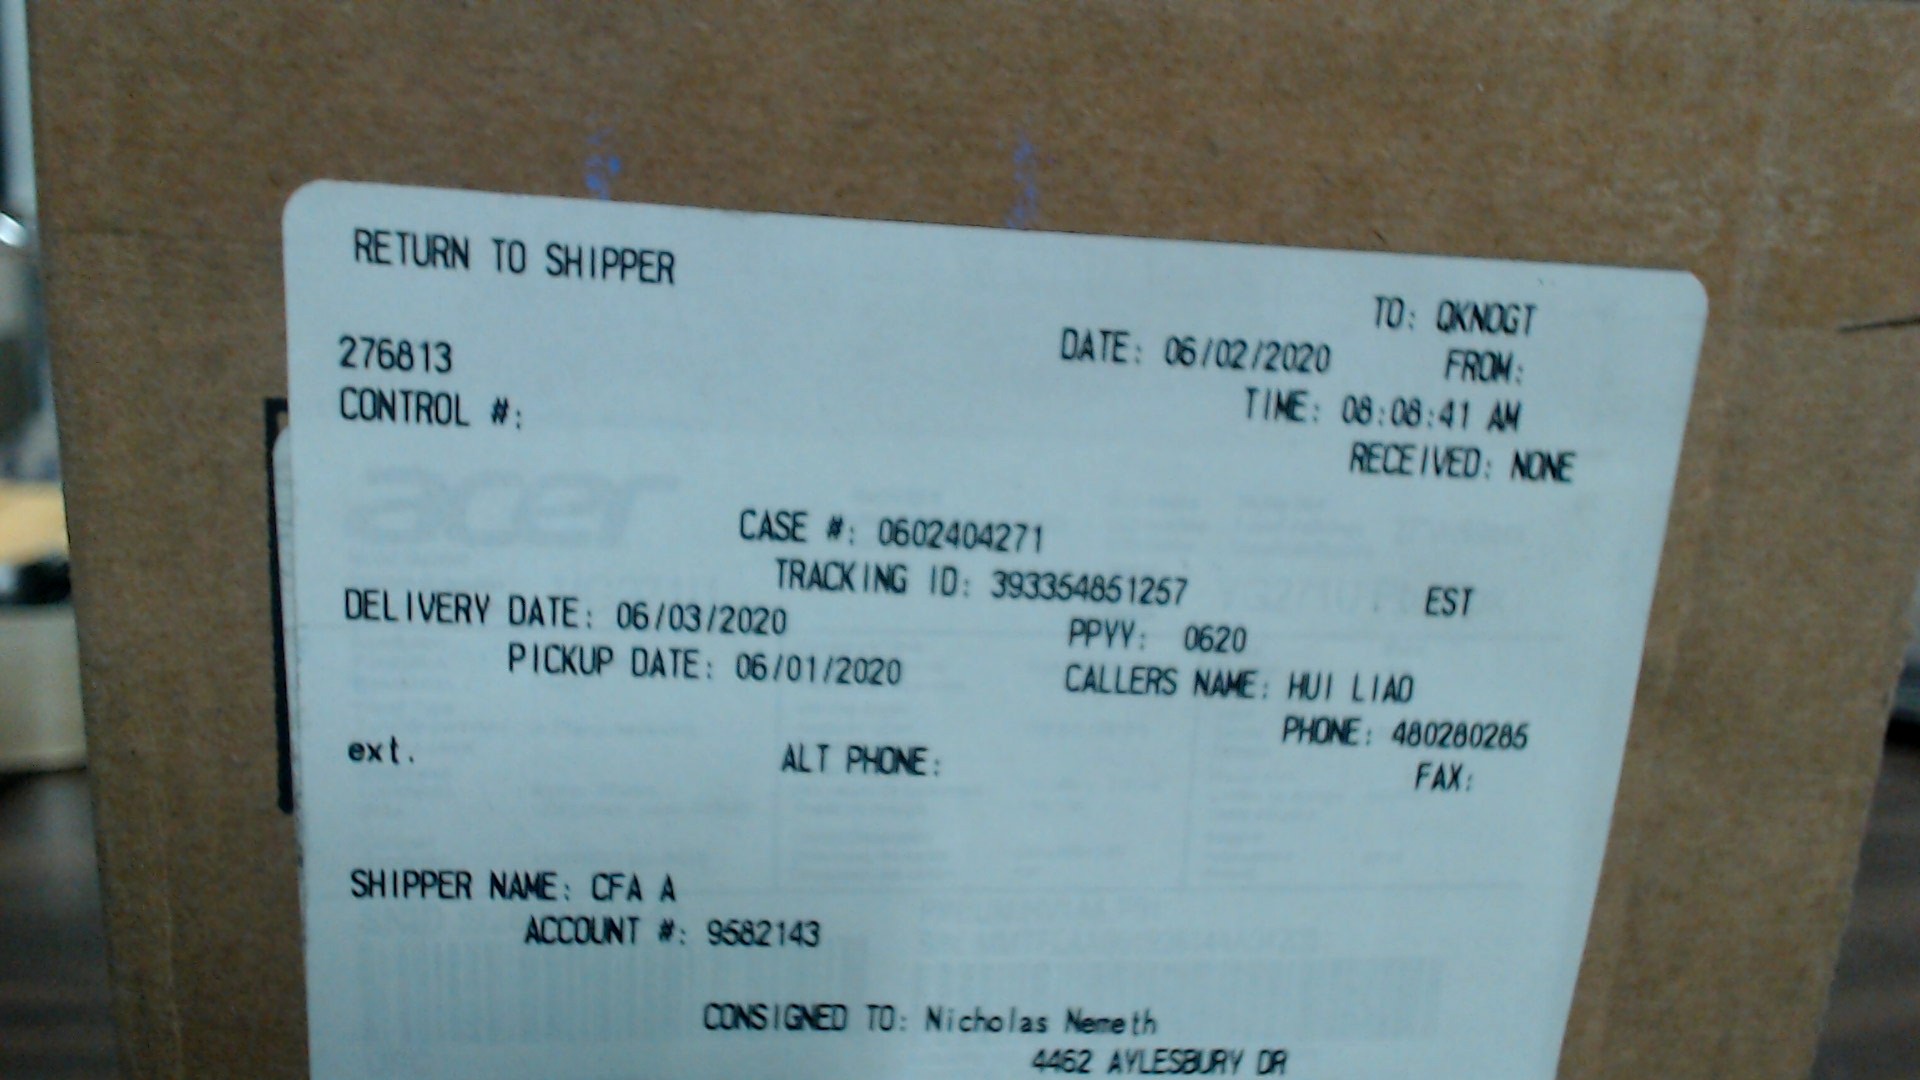 RETURN TO SHIPPER
TO: QKNOGT
276813
DATE: 06/02/2020
FROM:
CONTROL #:
TIME: 08:08:41 AM
RECEIVED: NONE
acer
CASE #: 0602404271
TRACKING ID: 393354851257
EST
DELIVERY DATE: 06/03/2020
PPYY: 0620
PICKUP DATE: 06/01/2020
CALLERS NAME: HUI LIAO
PHONE: 480280285
ext.
ALT PHONE:
FAX:
SHIPPER NAME: CFA A
ACCOUNT #: 9582143
CONSIGNED TO: Nicholas Nemeth
4462 AYLESBURY DR